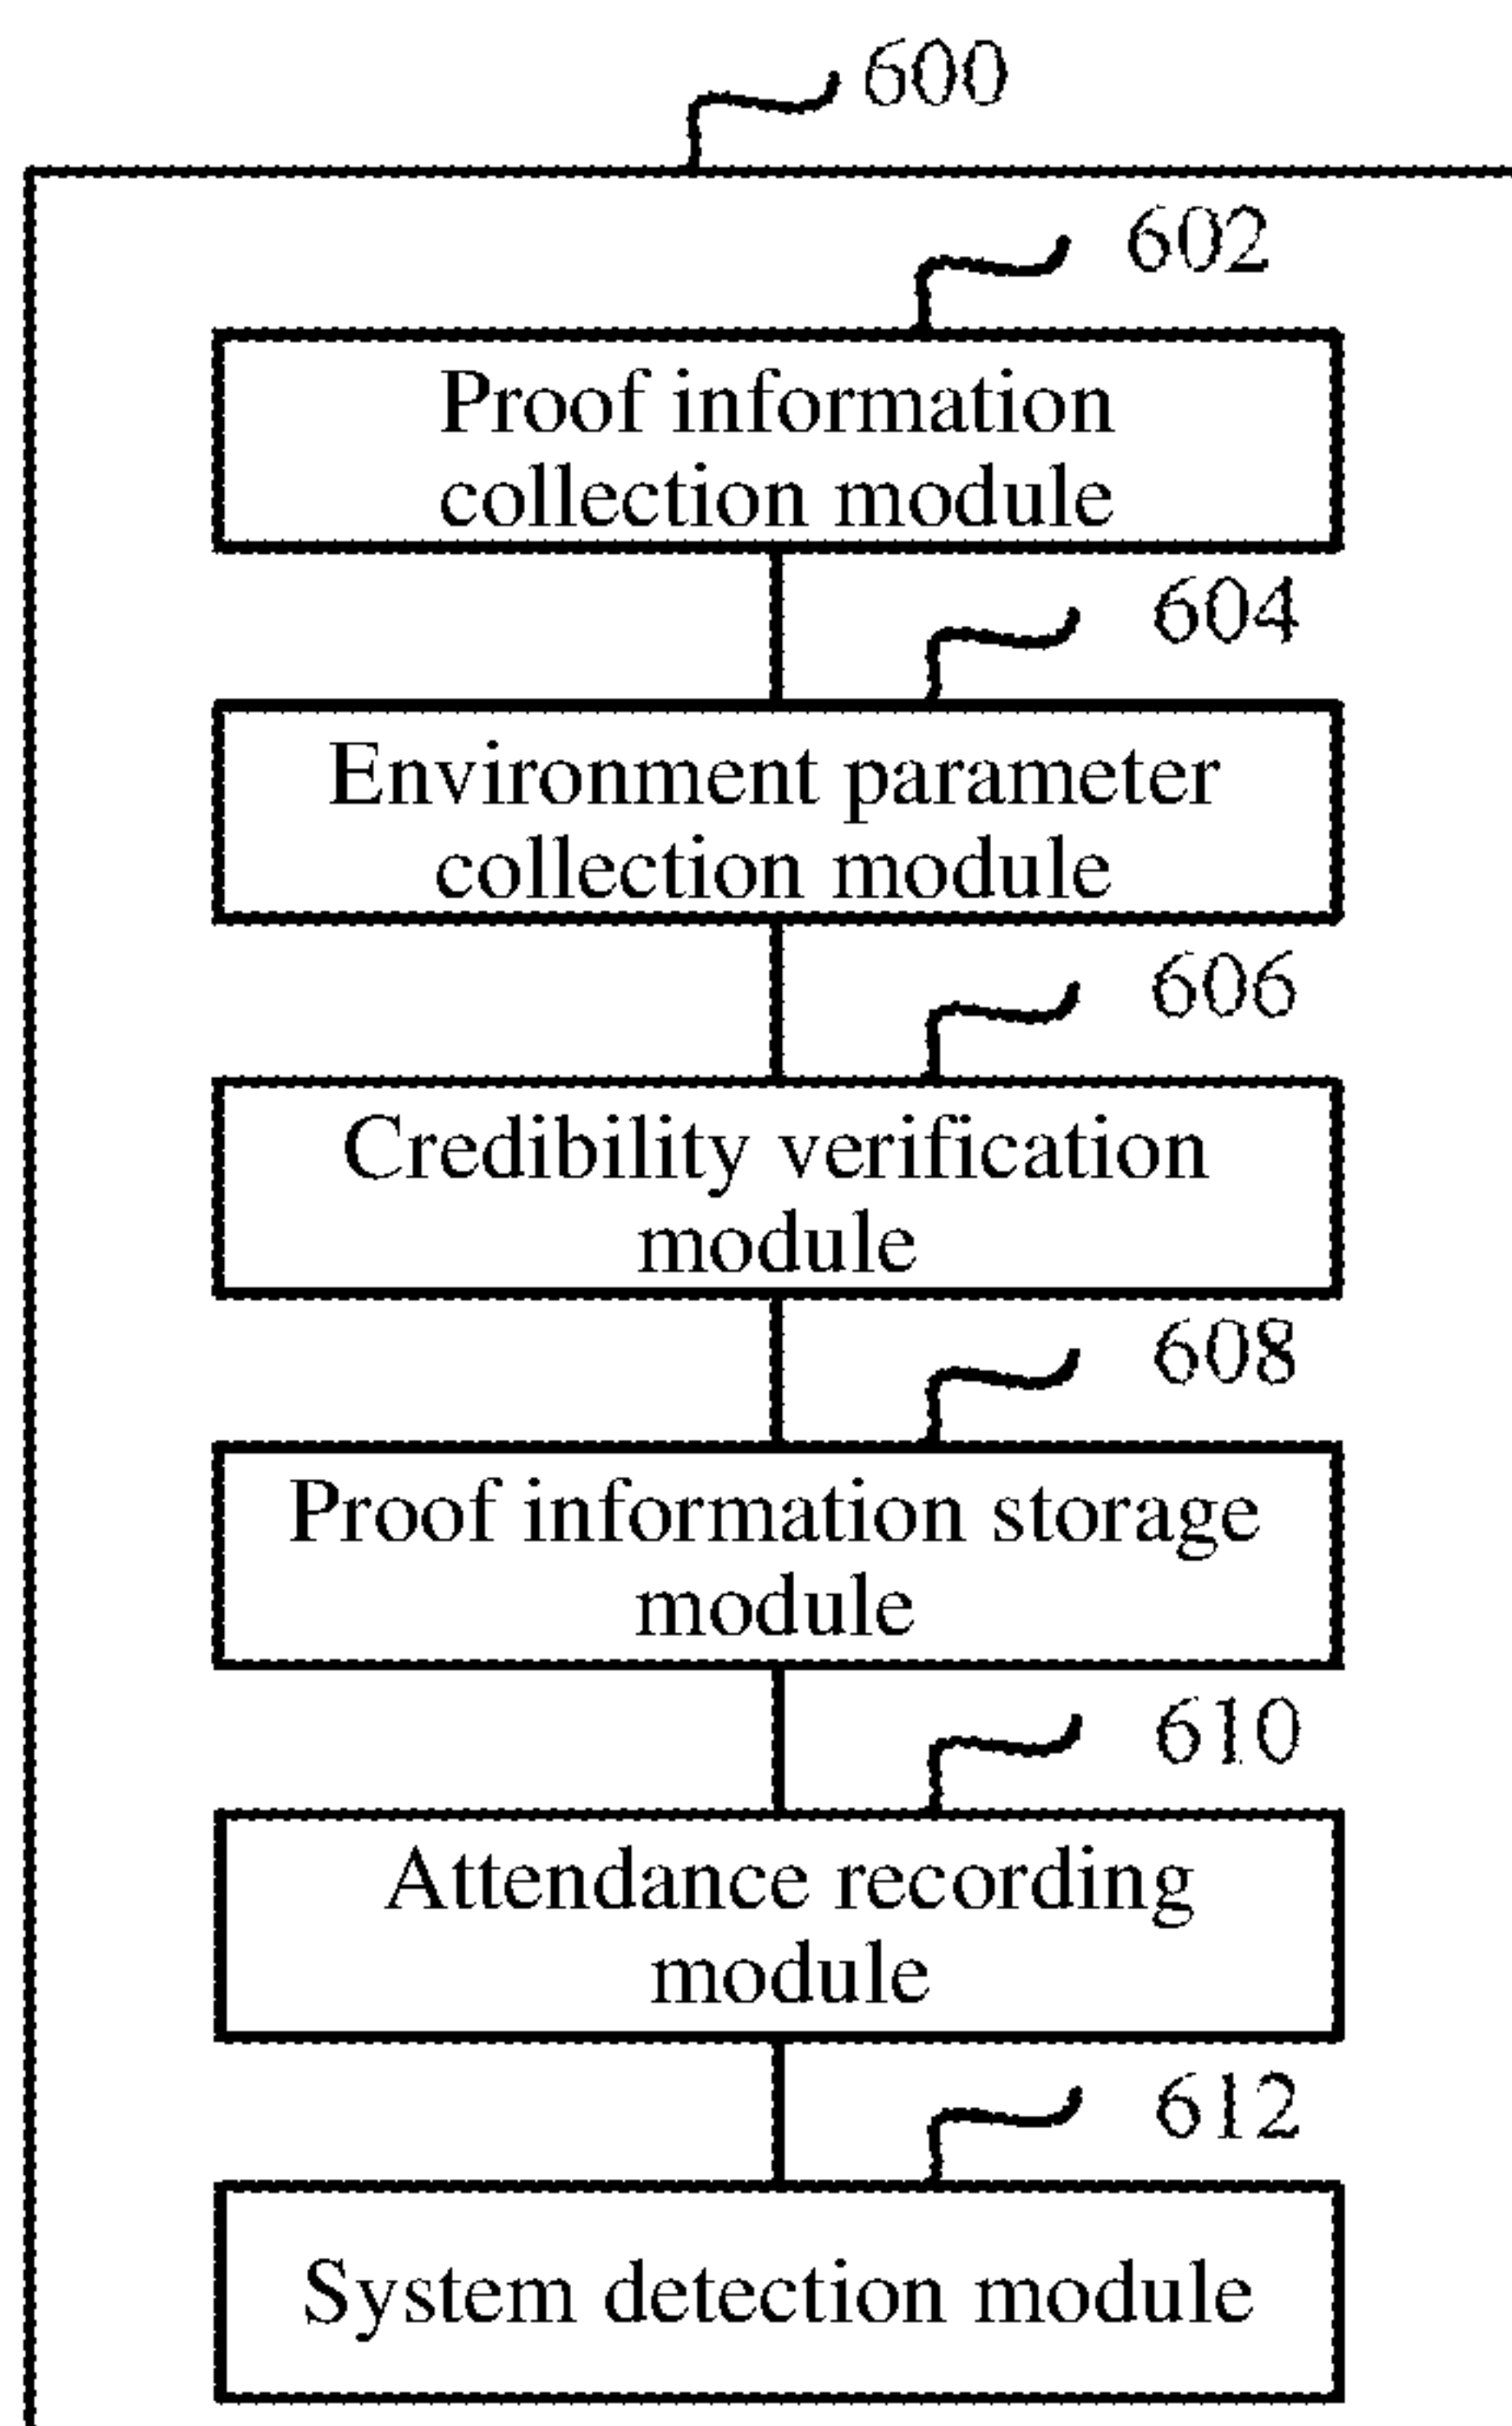 600
602
Proof information
collection module
604
Environment parameter
collection module
606
Credibility verification
module
608
Proof information storage
module
610
Attendance recording
module
612
System detection module